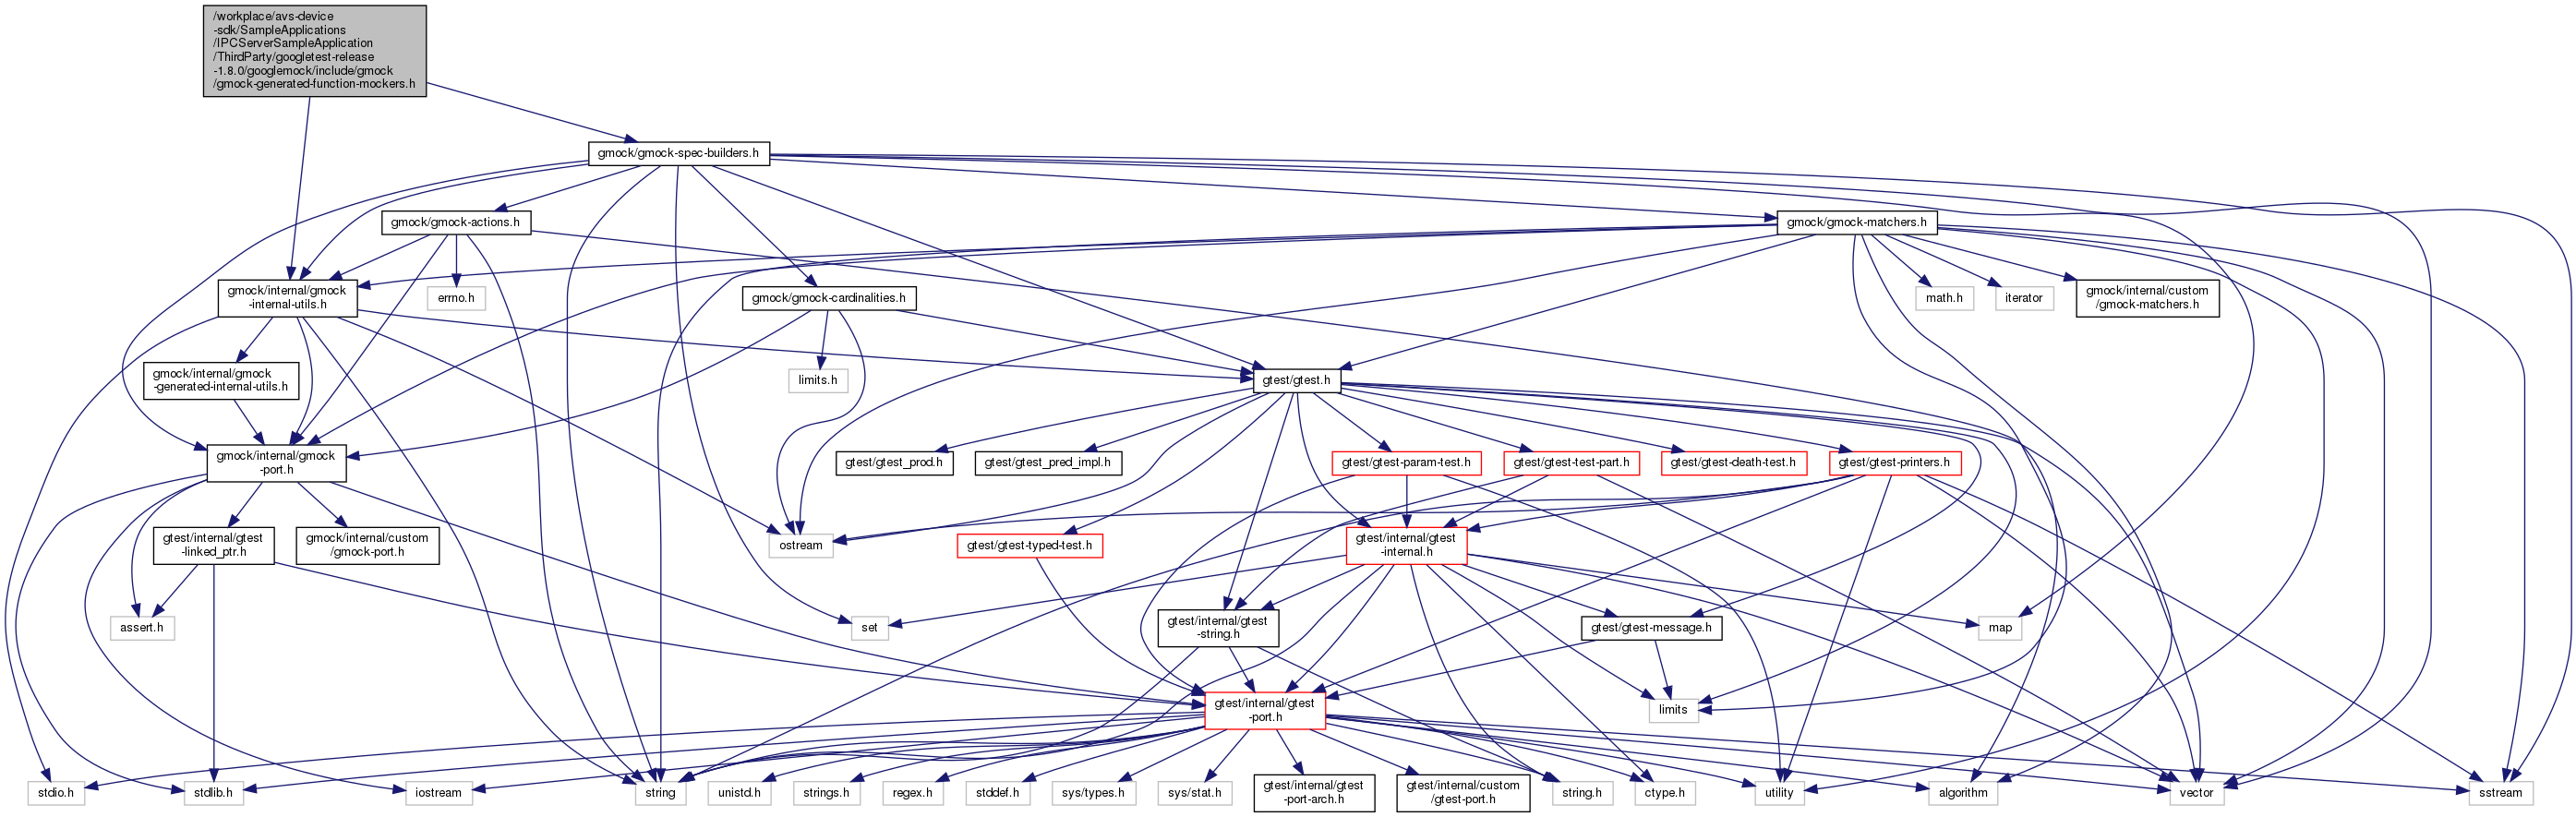 /workplace/avs-device
-sdk/SampleApplications
/IPCServerSampleApplication
/ThirdParty/googletest-release
-1.8.0/googlemock/include/gmock
/gmock-generated-function-mockers.h
gmock/gmock-spec-builders.h
gmock/gmock-actions.h
gmock/gmock-matchers.h
gmock/internal/gmock
-internal-utils.h
errno.h
gmock/gmock-cardinalities.h
math.h
iterator
gmock/internal/custom
/gmock-matchers.h
gmock/internal/gmock
-generated-internal-utils.h
limits.h
gtest/gtest.h
gmock/internal/gmock
-port.h
gtest/gtest_prod.h
gtest/gtest_pred_impl.h
gtest/gtest-param-test.h
gtest/gtest-test-part.h
gtest/gtest-death-test.h
gtest/gtest-printers.h
gtest/internal/gtest
-linked_ptr.h
gmock/internal/custom
/gmock-port.h
ostream
gtest/gtest-typed-test.h
gtest/internal/gtest
-internal.h
assert.h
set
gtest/internal/gtest
-string.h
gtest/gtest-message.h
map
gtest/internal/gtest
-port.h
limits
stdio.h
stdlib.h
iostream
string
unistd.h
strings.h
regex.h
stddef.h
sys/types.h
sys/stat.h
gtest/internal/gtest
-port-arch.h
gtest/internal/custom
/gtest-port.h
string.h
ctype.h
utility
algorithm
vector
sstream